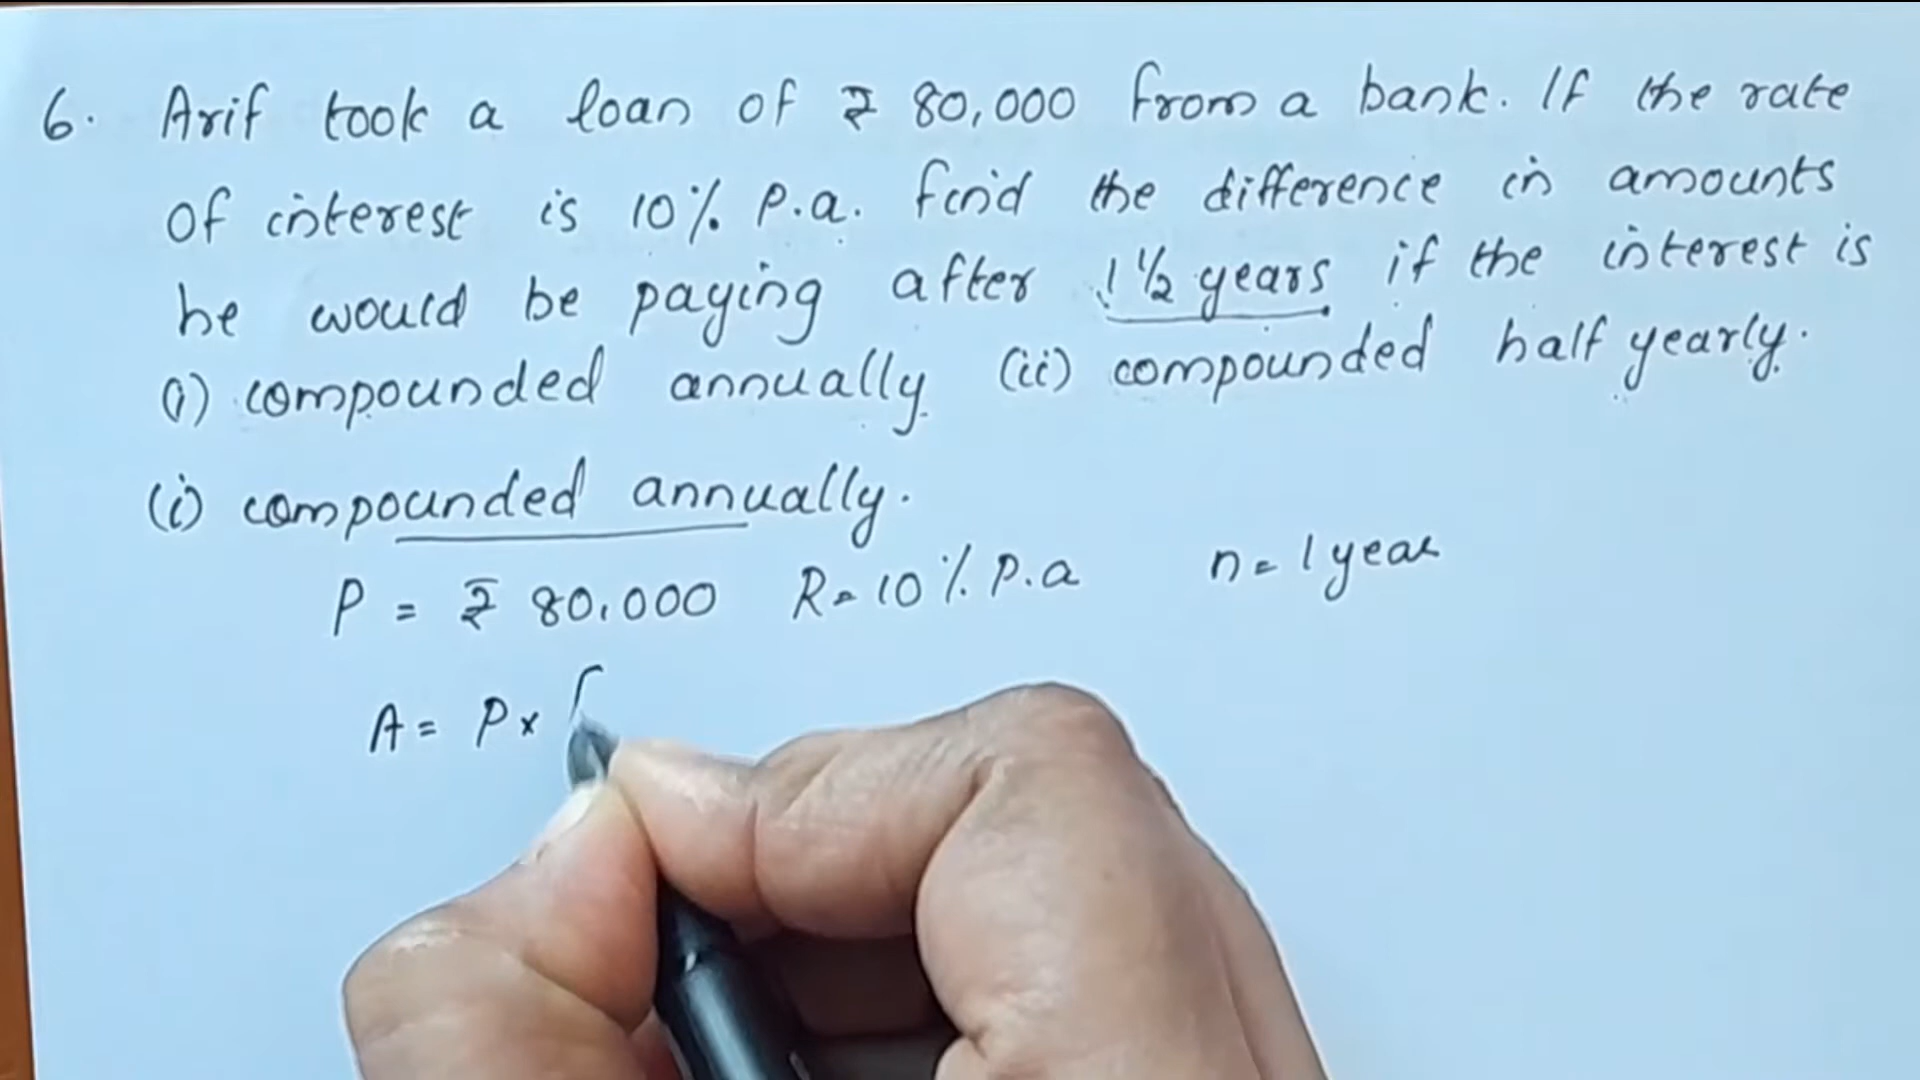 6. Arif took a loan of ₹ 80,000 from a bank. If the rate
of interest is 10% P.a. find the difference in amounts
he would be paying after 1 1/2 years if the interest is
(i) compounded annually (ii) compounded half yearly.
(i) compounded annually.
P = ₹ 80,000 R = 10% P.a n = 1 year
A = P × (